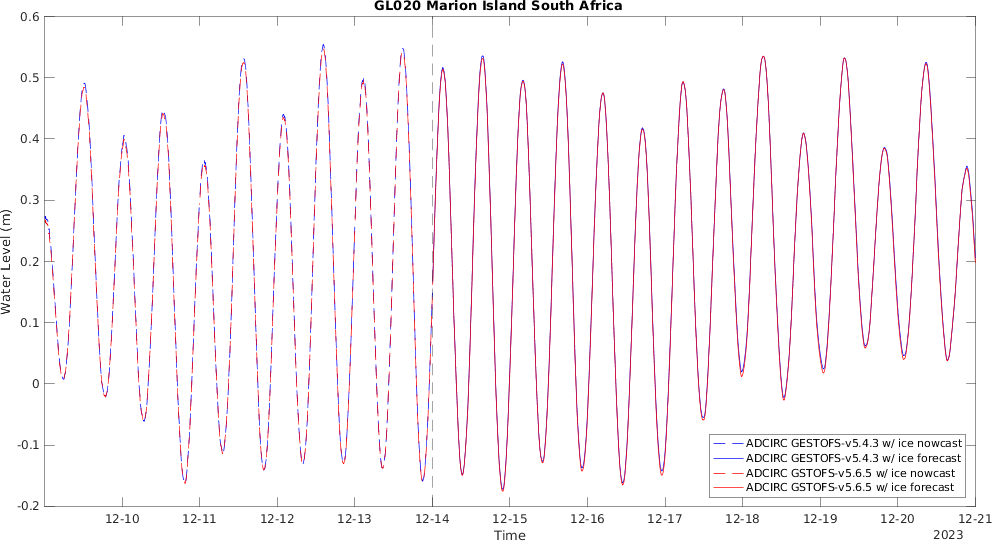 GL020 Marion Island South Africa
0.6
0.5
0.4
0.3
0.2
0.1
0
-0.1
-0.2
Water Level (m)
ADCIRC GESTOFS-v5.4.3 w/ ice nowcast
ADCIRC GESTOFS-v5.4.3 w/ ice forecast
ADCIRC GSTOFS-v5.6.5 w/ ice nowcast
ADCIRC GSTOFS-v5.6.5 w/ ice forecast
12-10 12-11 12-12 12-13 12-14 12-15 12-16 12-17 12-18 12-19 12-20 12-21
Time
2023